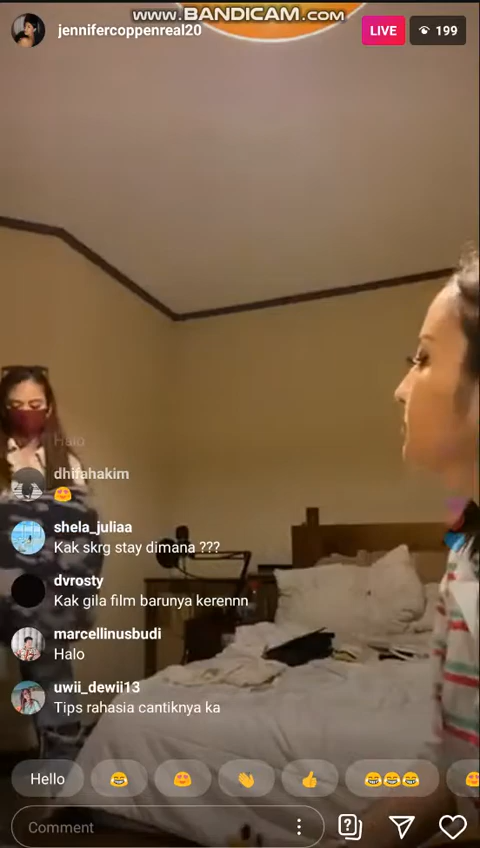 www.BANDICAM.com
jennifercoppenreal20
LIVE
199
Halo
dhifahakim
😍
shela_juliaa
Kak skrg stay dimana ???
dvrosty
Kak gila film barunya kerennn
marcellinusbudi
Halo
uwii_dewii13
Tips rahasia cantiknya ka
Hello 😂 😍 👏 👍 😂😂😂 😍
Comment